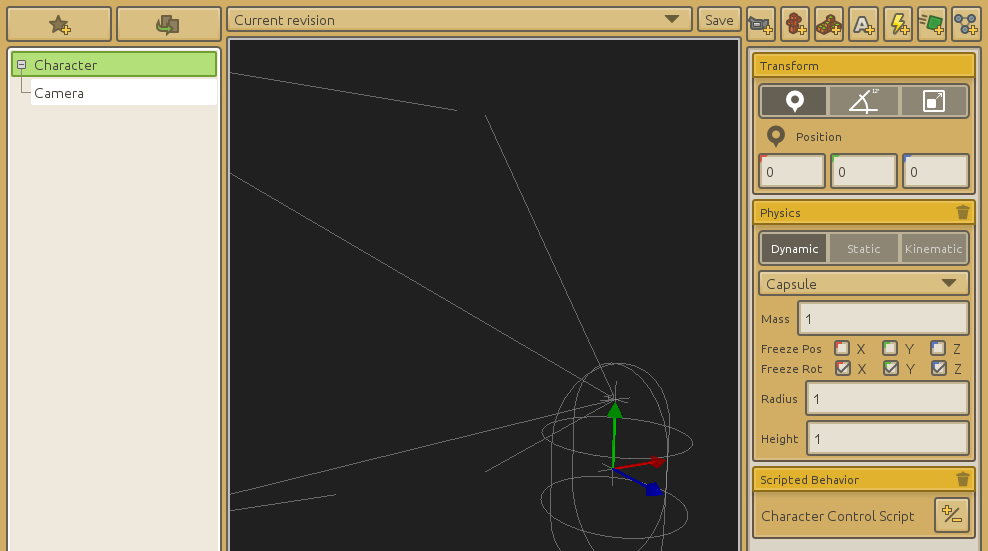 Current revision
Save
A
Character
Camera
Transform
12°
Position
0 0 0
Physics
Dynamic Static Kinematic
Capsule
Mass 1
Freeze Pos X Y Z
Freeze Rot X Y Z
Radius 1
Height 1
Scripted Behavior
Character Control Script